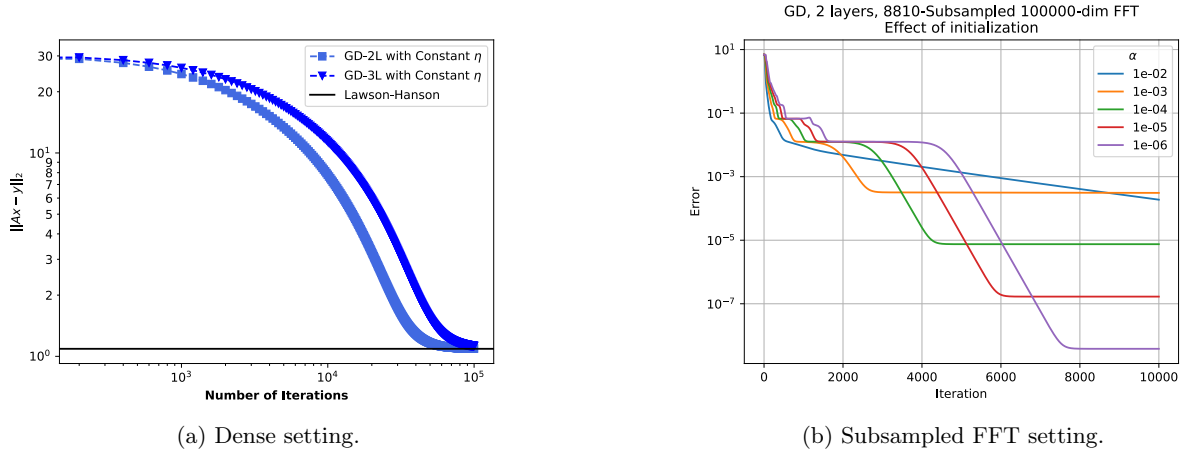 30
20
10¹
9
8
7
6
5
4
3
2
10⁰
||Ax − y||₂
GD-2L with Constant η
GD-3L with Constant η
Lawson-Hanson
10³
10⁴
10⁵
Number of Iterations
(a) Dense setting.
GD, 2 layers, 8810-Subsampled 100000-dim FFT
Effect of initialization
10¹
10⁻¹
10⁻³
10⁻⁵
10⁻⁷
Error
α
1e-02
1e-03
1e-04
1e-05
1e-06
0
2000
4000
6000
8000
10000
Iteration
(b) Subsampled FFT setting.